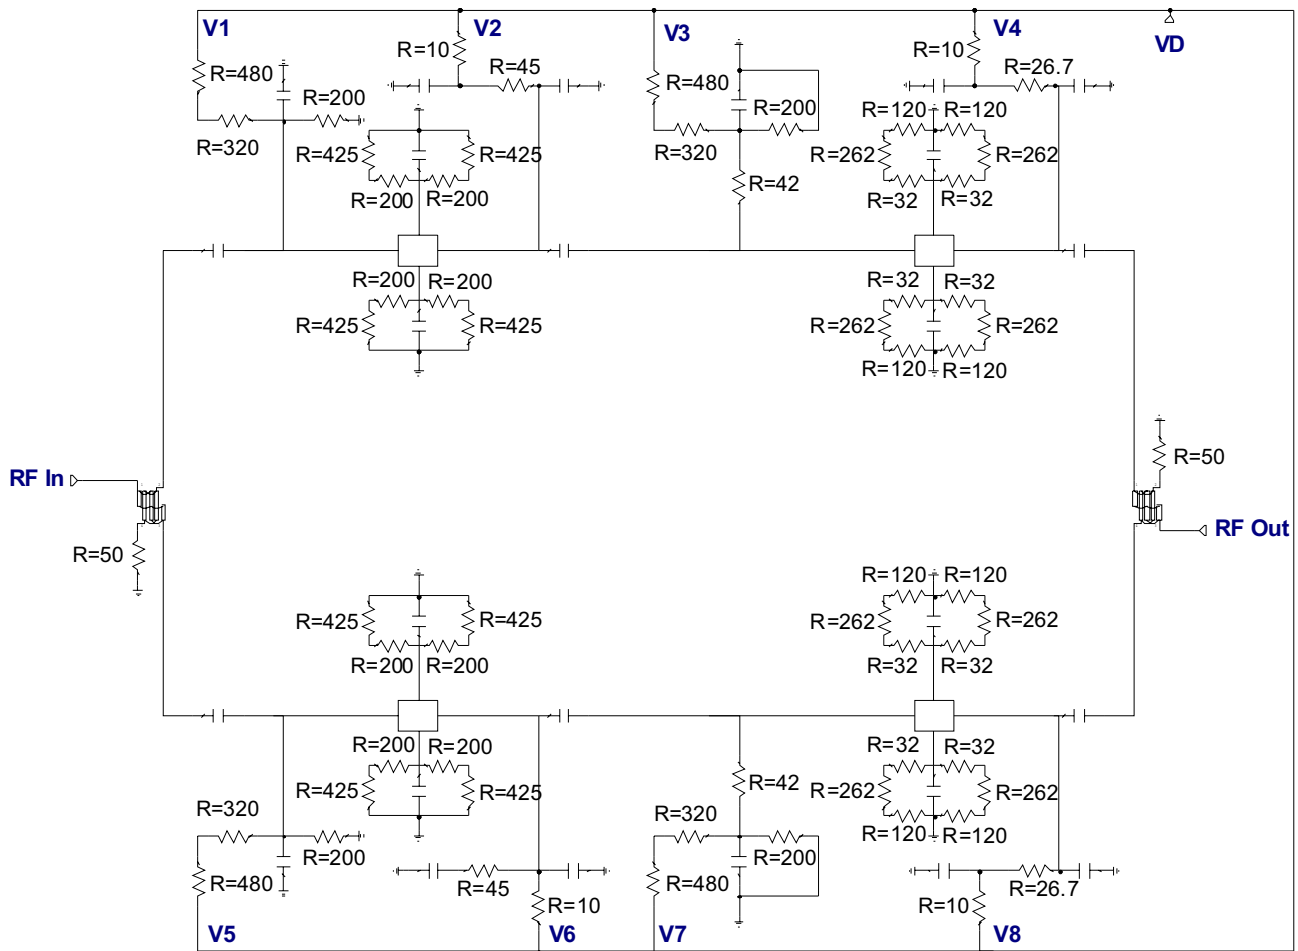 V1
V2
V3
V4
VD
R=10
R=45
R=10
R=26.7
R=480
R=200
R=320
R=480
R=200
R=320
R=42
R=425
R=425
R=200
R=200
R=120
R=120
R=262
R=262
R=32
R=32
R=200
R=200
R=425
R=425
R=32
R=32
R=262
R=262
R=120
R=120
RF In
R=50
R=50
RF Out
R=425
R=425
R=200
R=200
R=120
R=120
R=262
R=262
R=32
R=32
R=200
R=200
R=425
R=425
R=32
R=32
R=262
R=262
R=120
R=120
R=42
R=320
R=200
R=480
R=320
R=200
R=480
R=45
R=10
R=26.7
R=10
V5
V6
V7
V8